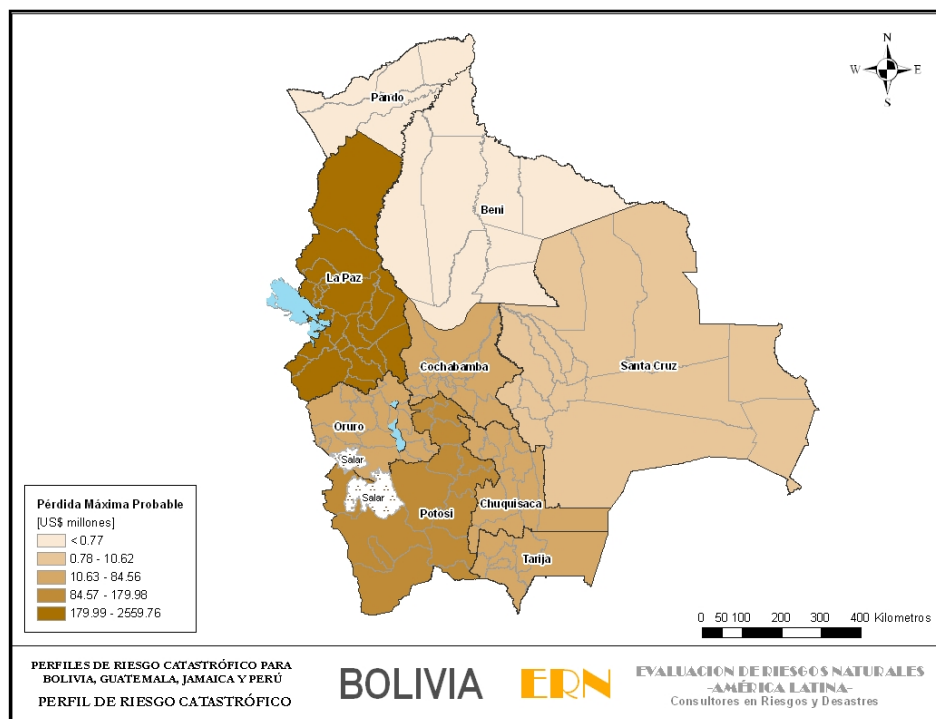 N
W E
S
Pando
Beni
La Paz
Cochabamba
Santa Cruz
Oruro
Salar
Salar
Potosi
Chuquisaca
Tarija
Pérdida Máxima Probable
[US$ millones]
< 0.77
0.78 - 10.62
10.63 - 84.56
84.57 - 179.98
179.99 - 2559.76
0 50 100 200 300 400 Kilometros
PERFILES DE RIESGO CATASTRÓFICO PARA
BOLIVIA, GUATEMALA, JAMAICA Y PERÚ
PERFIL DE RIESGO CATASTRÓFICO
BOLIVIA
ERN
EVALUACION DE RIESGOS NATURALES
-AMÉRICA LATINA-
Consultores en Riesgos y Desastres